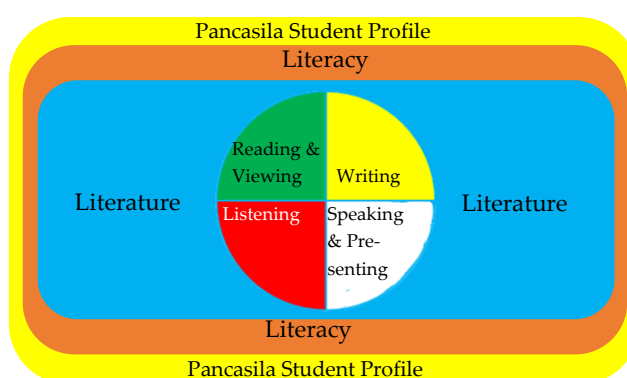 Pancasila Student Profile
Literacy
Reading &
Viewing
Writing
Literature
Literature
Listening
Speaking
& Pre-
senting
Literacy
Pancasila Student Profile